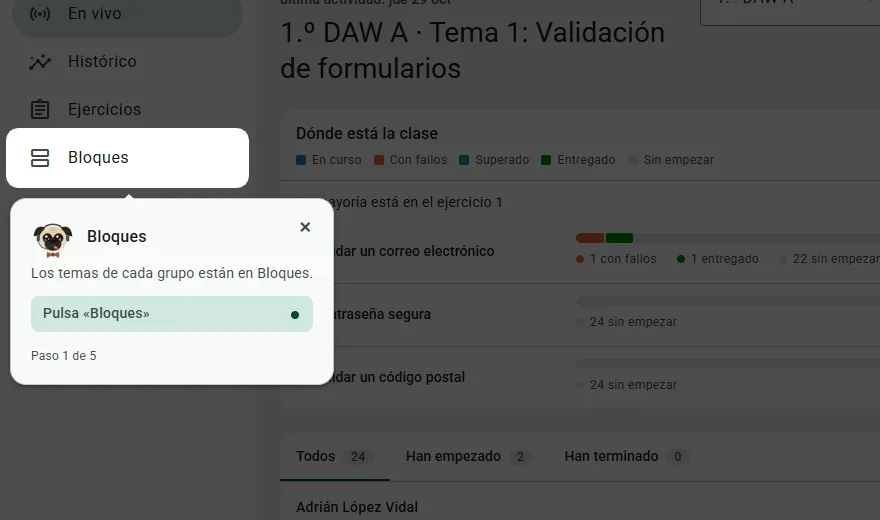 En vivo
Histórico
Ejercicios
Bloques
Bloques
Los temas de cada grupo están en Bloques.
Pulsa «Bloques»
Paso 1 de 5
última actividad: jue 29 oct
1.º DAW A · Tema 1: Validación
de formularios
Dónde está la clase
En curso
Con fallos
Superado
Entregado
Sin empezar
está en el ejercicio 1
un correo electrónico
1 con fallos
1 entregado
22 sin empezar
segura
24 sin empezar
un código postal
24 sin empezar
Todos 24
Han empezado 2
Han terminado 0
Adrián López Vidal